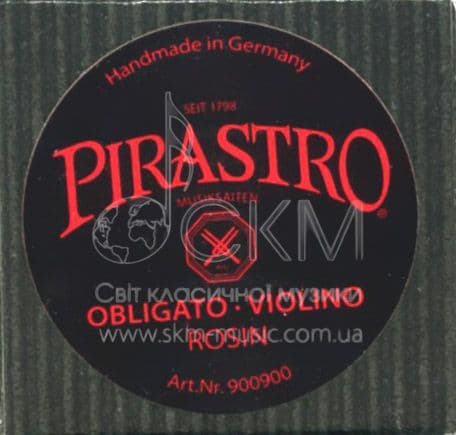 Handmade in Germany
SEIT 1798
PIRASTRO®
MUSIKSAITEN
СКМ
Світ класичної музики
OBLIGATO · VIOLINO
www.skm-music.com.ua
ROSIN
Art.Nr. 900900